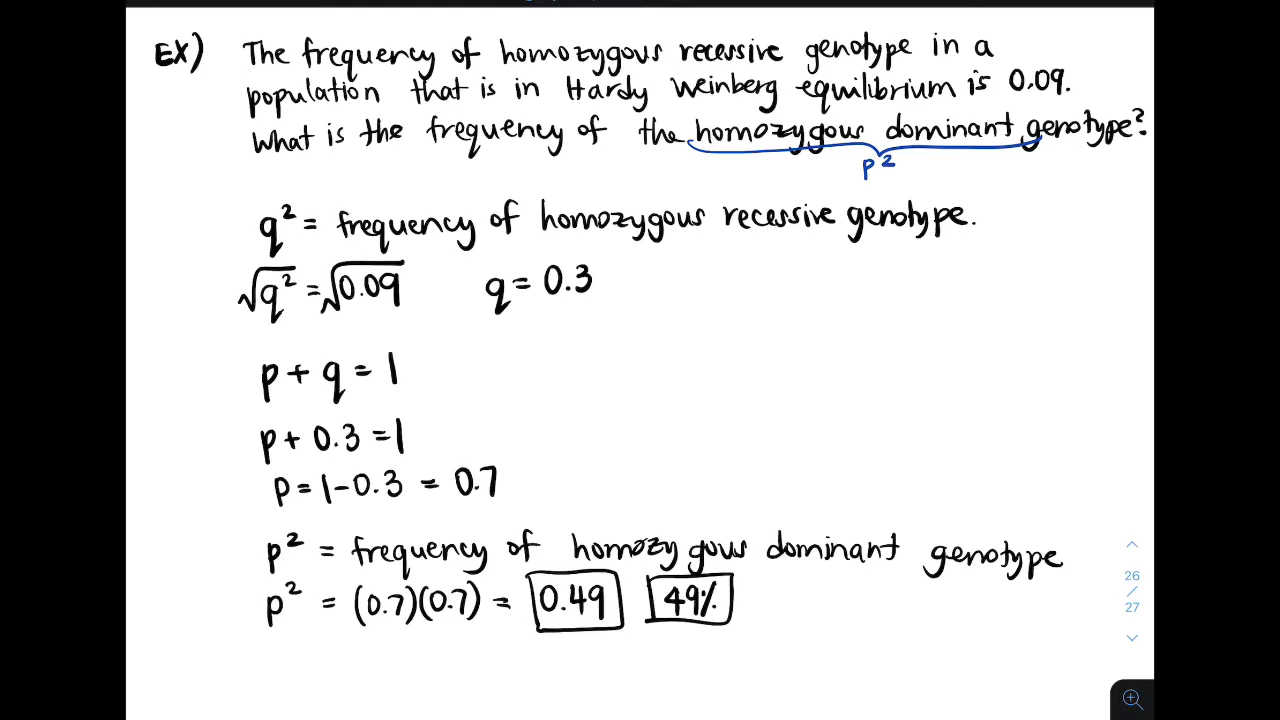 EX) The frequency of homozygous recessive genotype in a
population that is in Hardy Weinberg equilibrium is 0.09.
What is the frequency of the homozygous dominant genotype?
p²
q² = frequency of homozygous recessive genotype.
√q² = √0.09 q = 0.3
p + q = 1
p + 0.3 = 1
p = 1 - 0.3 = 0.7
p² = frequency of homozygous dominant genotype
p² = (0.7)(0.7) = 0.49 49%
26
/
27